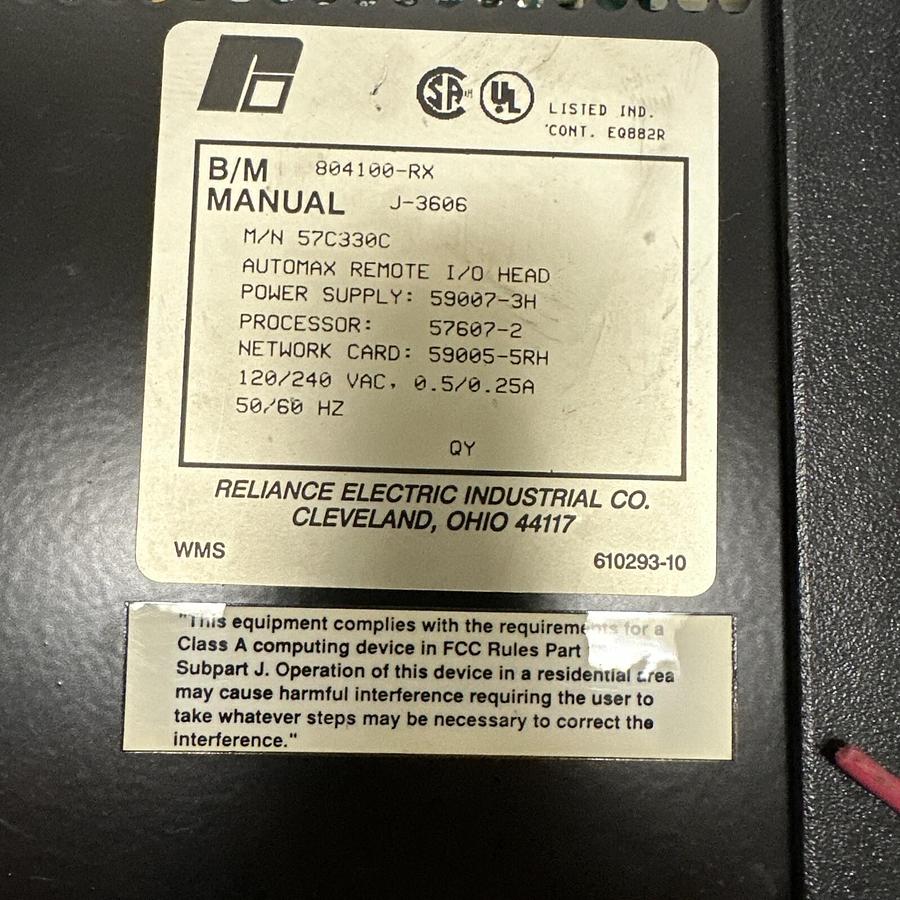 SA
UL
LISTED IND.
CONT. EQ882R
B/M 804100-RX
MANUAL J-3606
M/N 57C330C
AUTOMAX REMOTE I/O HEAD
POWER SUPPLY: 59007-3H
PROCESSOR: 57607-2
NETWORK CARD: 59005-5RH
120/240 VAC, 0.5/0.25A
50/60 HZ
QY
RELIANCE ELECTRIC INDUSTRIAL CO.
CLEVELAND, OHIO 44117
WMS 610293-10
"This equipment complies with the requirements for a
Class A computing device in FCC Rules Part
Subpart J. Operation of this device in a residential area
may cause harmful interference requiring the user to
take whatever steps may be necessary to correct the
interference."